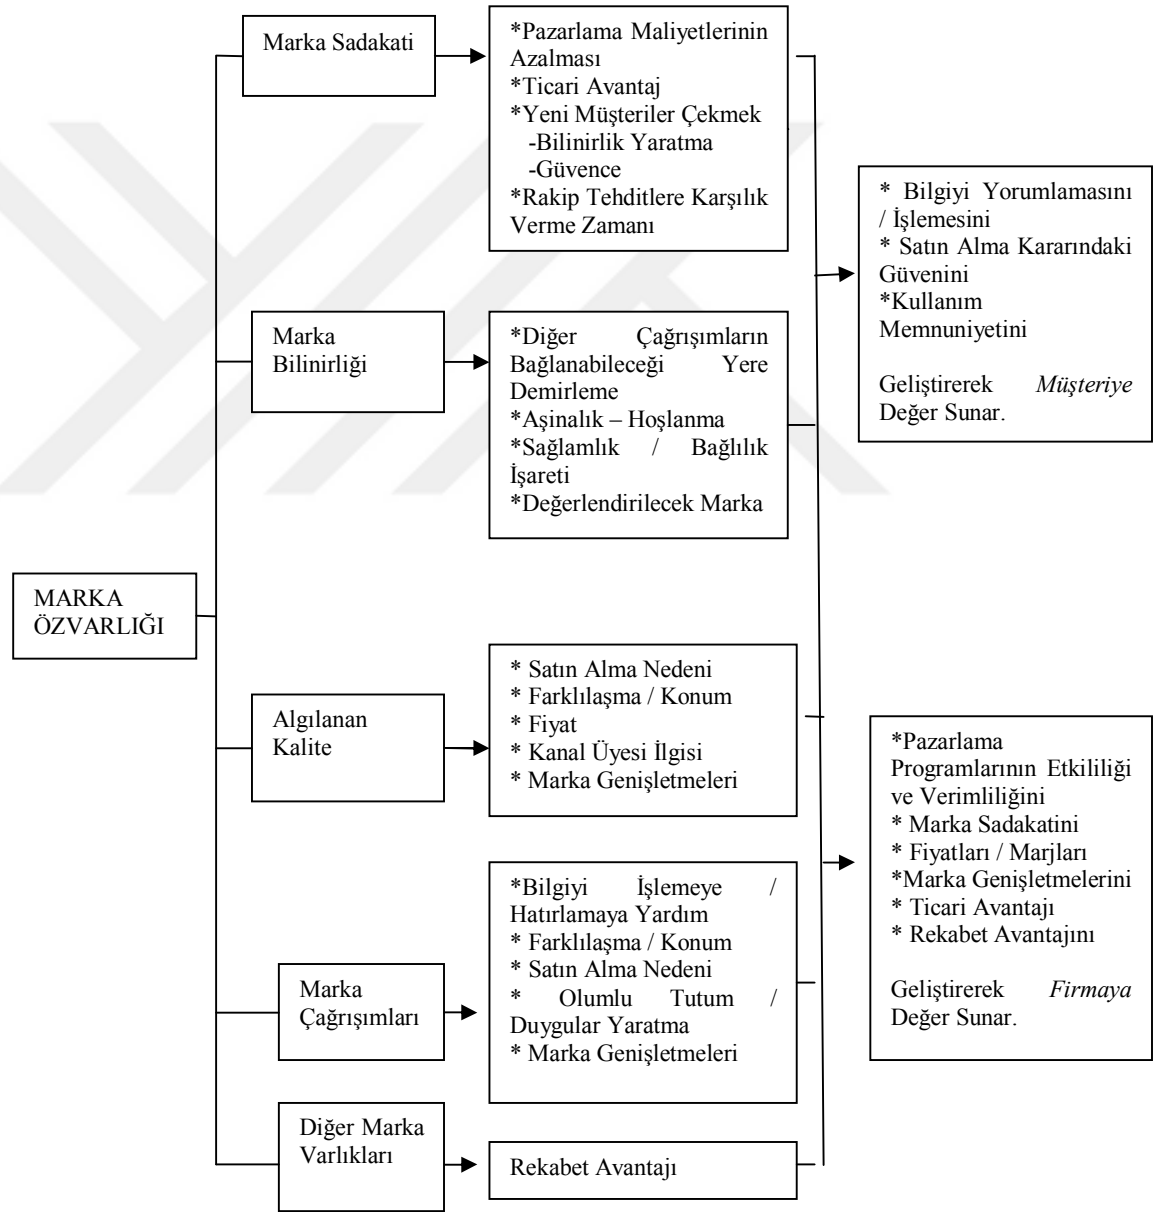 Marka Sadakati
*Pazarlama Maliyetlerinin
Azalması
*Ticari Avantaj
*Yeni Müşteriler Çekmek
-Bilinirlik Yaratma
-Güvence
*Rakip Tehditlere Karşılık
Verme Zamanı
* Bilgiyi Yorumlamasını
/ İşlemesini
* Satın Alma Kararındaki
Güvenini
*Kullanım
Memnuniyetini
Geliştirerek Müşteriye
Değer Sunar.
Marka
Bilinirliği
*Diğer Çağrışımların
Bağlanabileceği Yere
Demirleme
*Aşinalık – Hoşlanma
*Sağlamlık / Bağlılık
İşareti
*Değerlendirilecek Marka
MARKA
ÖZVARLIĞI
Algılanan
Kalite
* Satın Alma Nedeni
* Farklılaşma / Konum
* Fiyat
* Kanal Üyesi İlgisi
* Marka Genişletmeleri
*Pazarlama
Programlarının Etkililiği
ve Verimliliğini
* Marka Sadakatini
* Fiyatları / Marjları
*Marka Genişletmelerini
* Ticari Avantajı
* Rekabet Avantajını
Geliştirerek Firmaya
Değer Sunar.
Marka
Çağrışımları
*Bilgiyi İşlemeye /
Hatırlamaya Yardım
* Farklılaşma / Konum
* Satın Alma Nedeni
* Olumlu Tutum /
Duygular Yaratma
* Marka Genişletmeleri
Diğer Marka
Varlıkları
Rekabet Avantajı